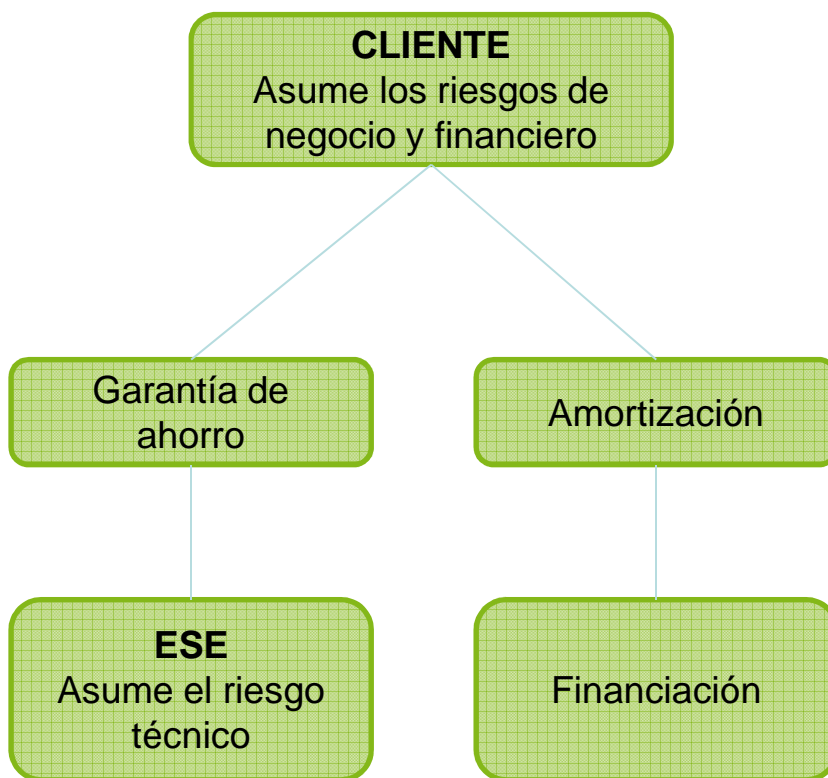 CLIENTE
Asume los riesgos de
negocio y financiero
Garantía de
ahorro
Amortización
ESE
Asume el riesgo
técnico
Financiación